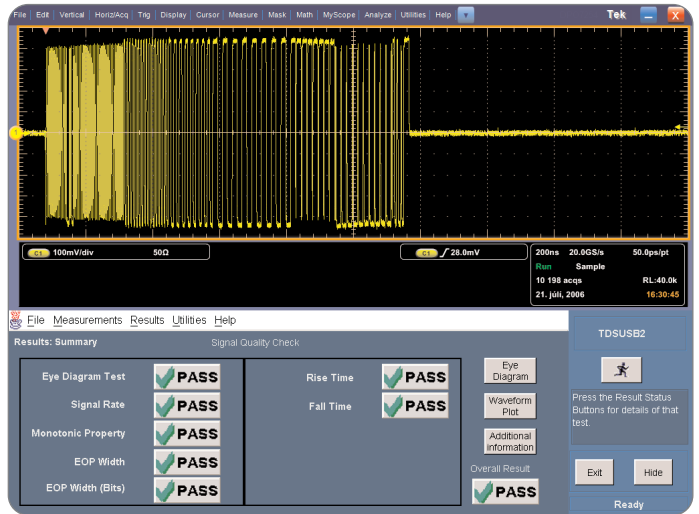 File Edit Vertical Horiz/Acq Trig Display Cursor Measure Mask Math MyScope Analyze Utilities Help Tek
1
C1 100mV/div 50Ω
C1 28.0mV
200ns 20.0GS/s 50.0ps/pt
Run Sample
10 198 acqs RL:40.0k
21. júlí, 2006 16:30:45
File Measurements Results Utilities Help
TDSUSB2
Results: Summary Signal Quality Check
Eye Diagram Test PASS
Signal Rate PASS
Monotonic Property PASS
EOP Width PASS
EOP Width (Bits) PASS
Rise Time PASS
Fall Time PASS
Eye
Diagram
Waveform
Plot
Additional
information
Overall Result
PASS
Press the Result Status
Buttons for details of that
test.
Exit Hide
Ready